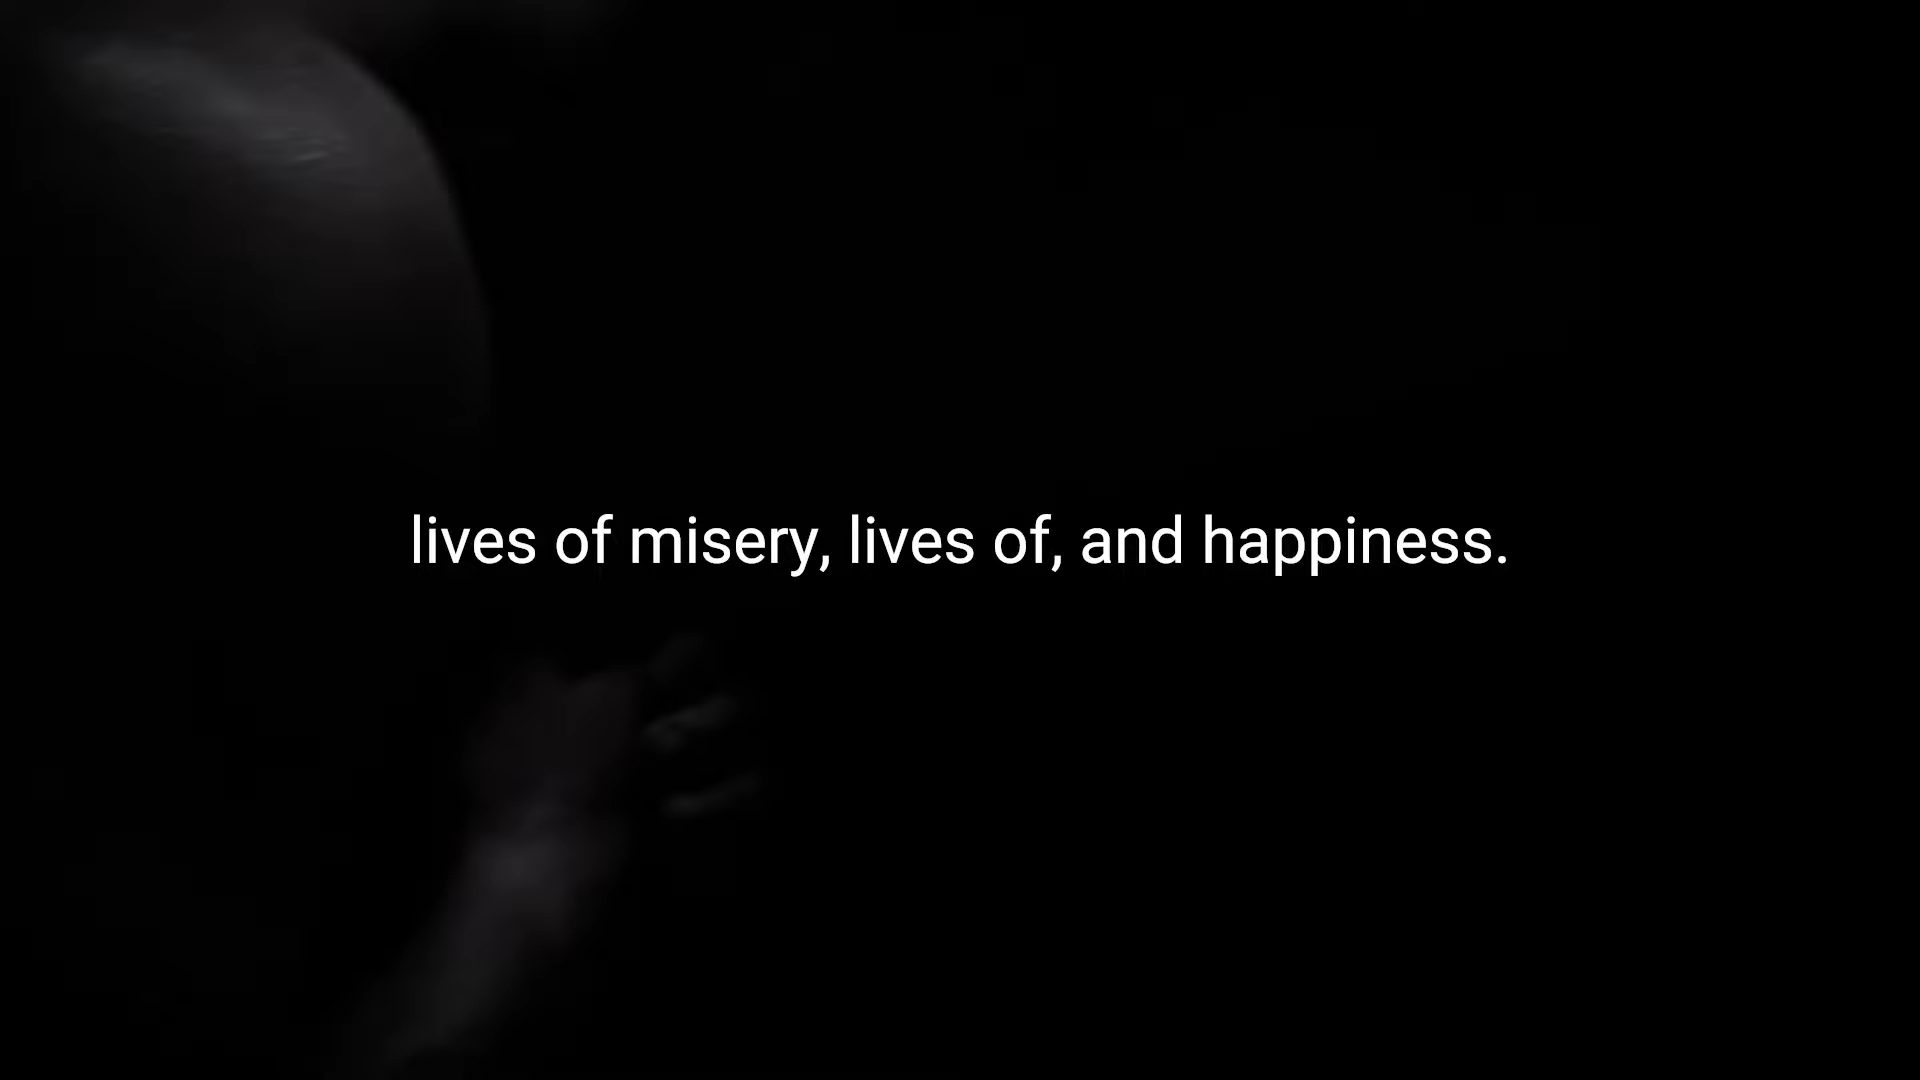 lives of misery, lives of, and happiness.